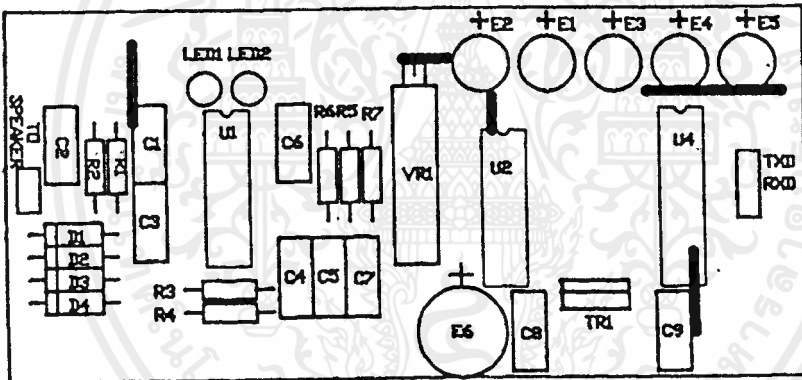 +E2 +E1 +E3 +E4 +E5
LED1 LED2
TO SPEAKER
C2
R2
R1
C1
C3
U1
C6
R6 R5 R7
VR1
U2
U4
TXD
RXD
D1
D2
D3
D4
R3
R4
C4
C5
C7
+
E6
C8
TR1
C9